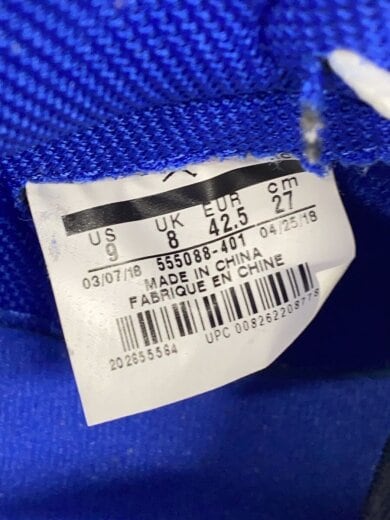 US UK EUR cm
9 8 42.5 27
03/07/18 555088-401 04/25/18
MADE IN CHINA
FABRIQUE EN CHINE
202655564 UPC 00826220877S